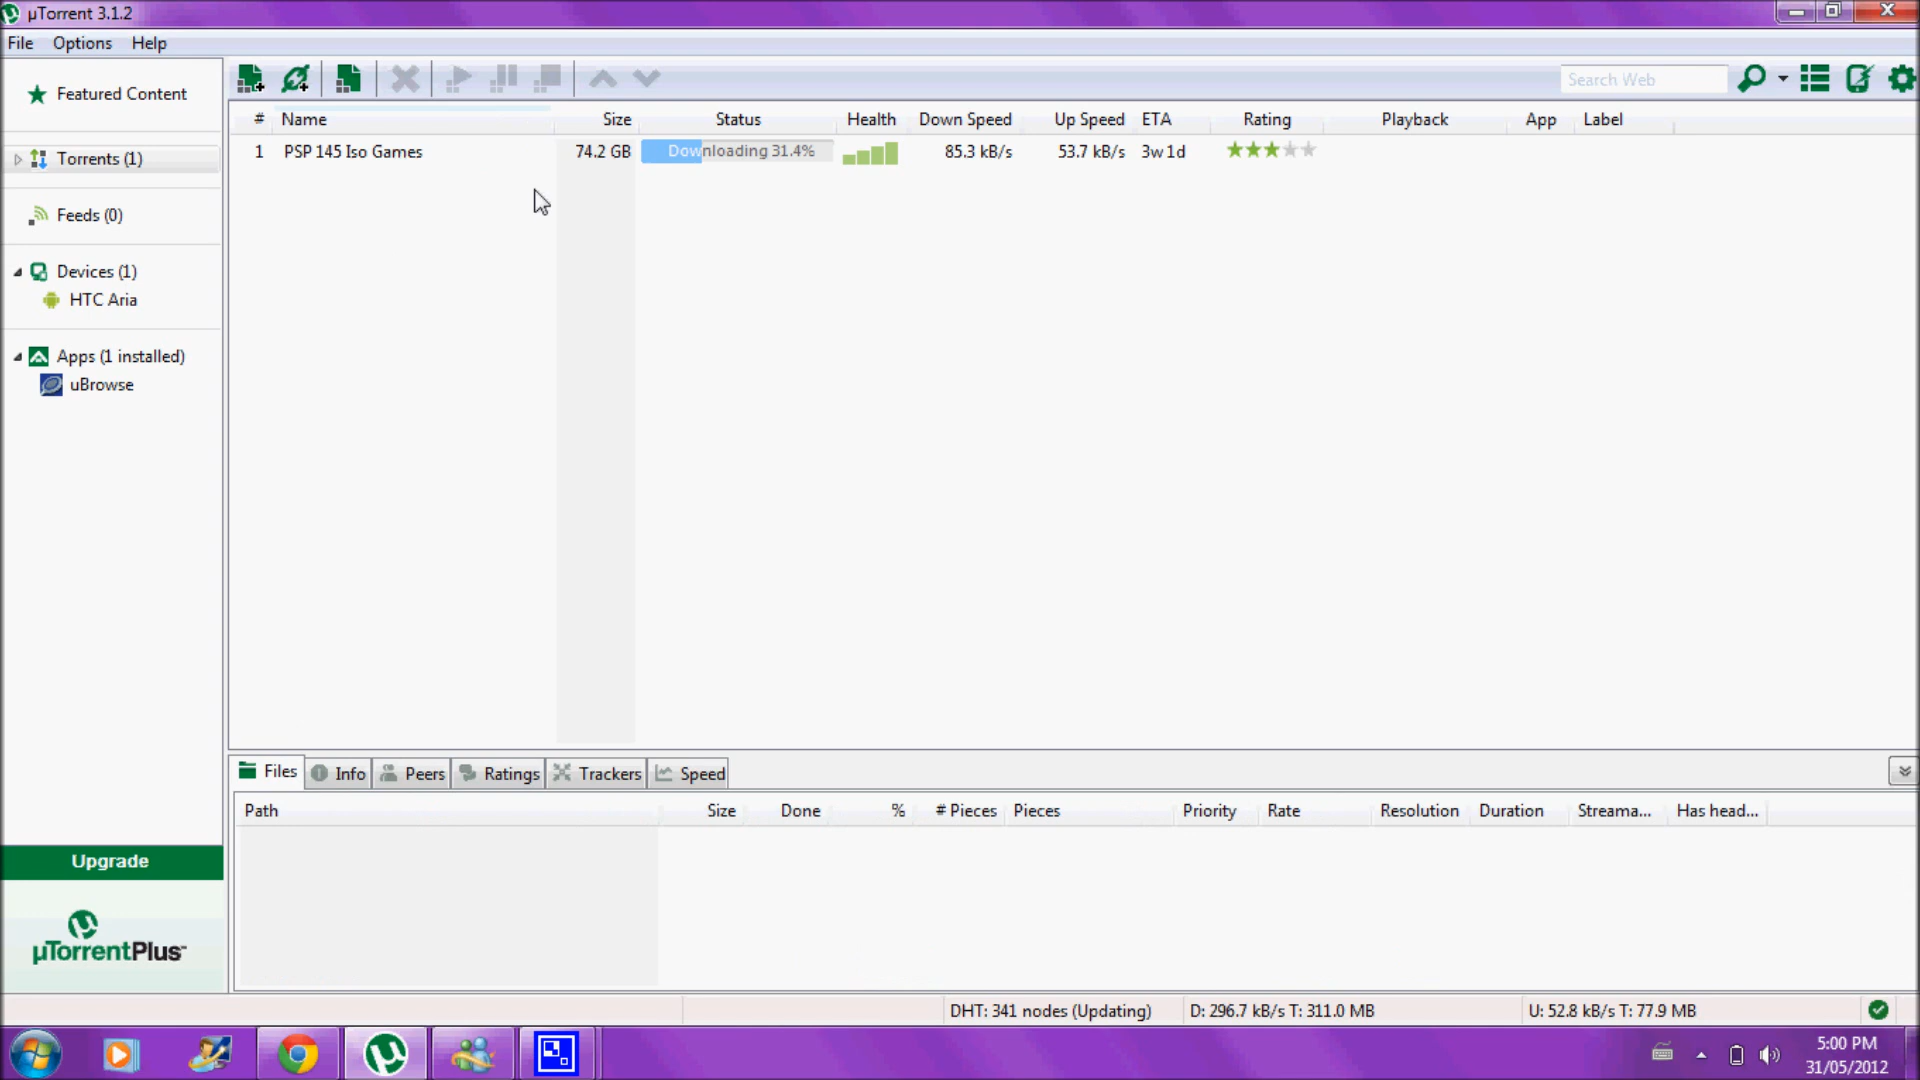 µTorrent 3.1.2
File Options Help
Search Web
Featured Content
Torrents (1)
Feeds (0)
Devices (1)
HTC Aria
Apps (1 installed)
uBrowse
# Name Size Status Health Down Speed Up Speed ETA Rating Playback App Label
1 PSP 145 Iso Games 74.2 GB Downloading 31.4% 85.3 kB/s 53.7 kB/s 3w 1d
Files Info Peers Ratings Trackers Speed
Path Size Done % # Pieces Pieces Priority Rate Resolution Duration Streama... Has head...
Upgrade
µTorrentPlus
DHT: 341 nodes (Updating) D: 296.7 kB/s T: 311.0 MB U: 52.8 kB/s T: 77.9 MB
5:00 PM
31/05/2012